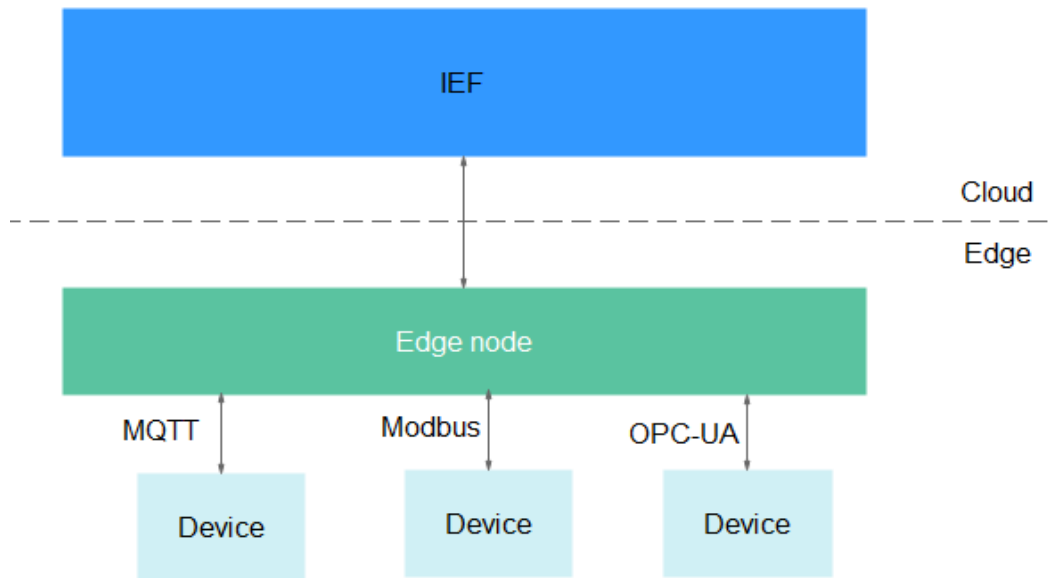 IEF
Cloud
Edge
Edge node
MQTT
Modbus
OPC-UA
Device
Device
Device